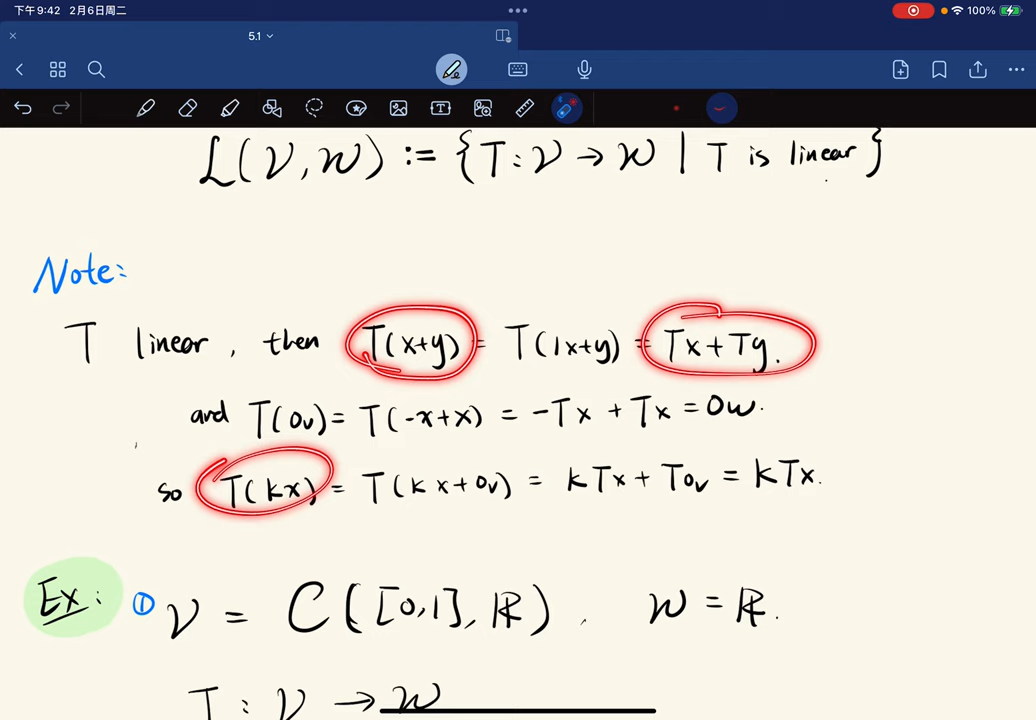 下午9:42 2月6日周二
100%
5.1
L(V,W) := {T:V→W | T is linear}
Note:
T linear, then T(x+y) = T(1x+y) = Tx+Ty.
and T(0v) = T(-x+x) = -Tx+Tx = 0w.
so T(kx) = T(kx+0v) = kTx+T0v = kTx.
Ex: ① V = C([0,1], ℝ). W = ℝ.
T : V → W